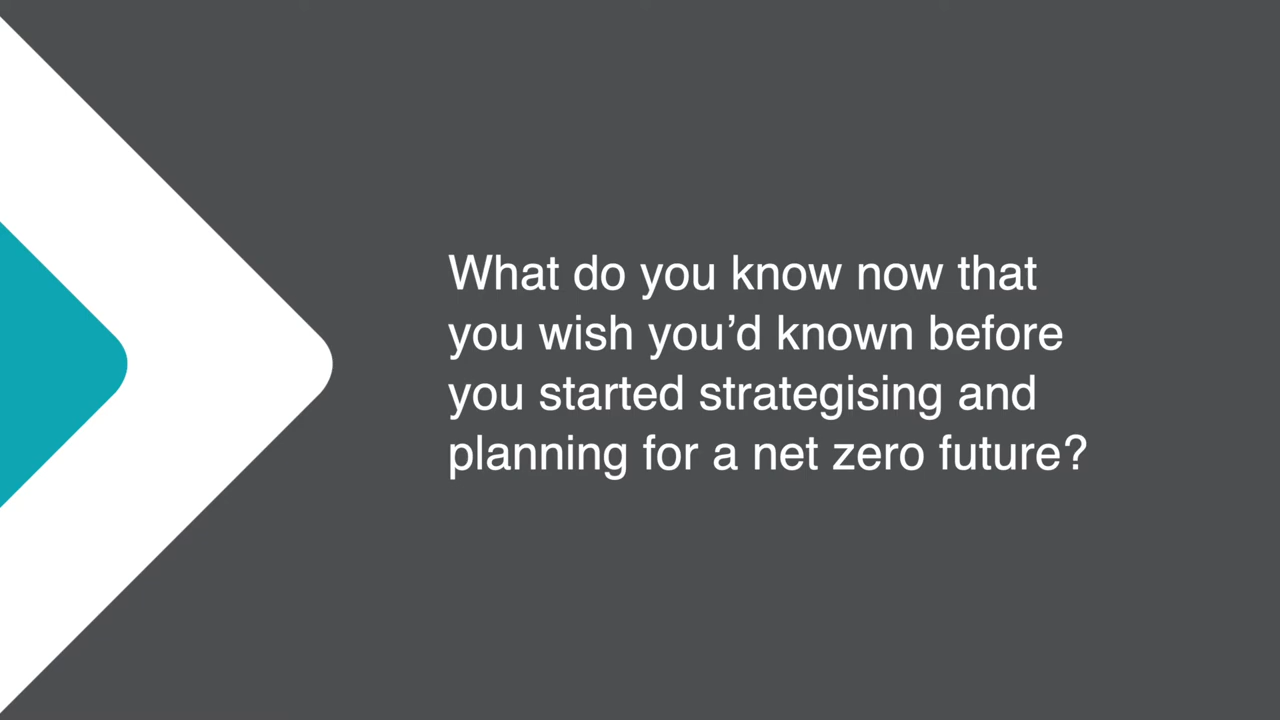 What do you know now that
you wish you’d known before
you started strategising and
planning for a net zero future?